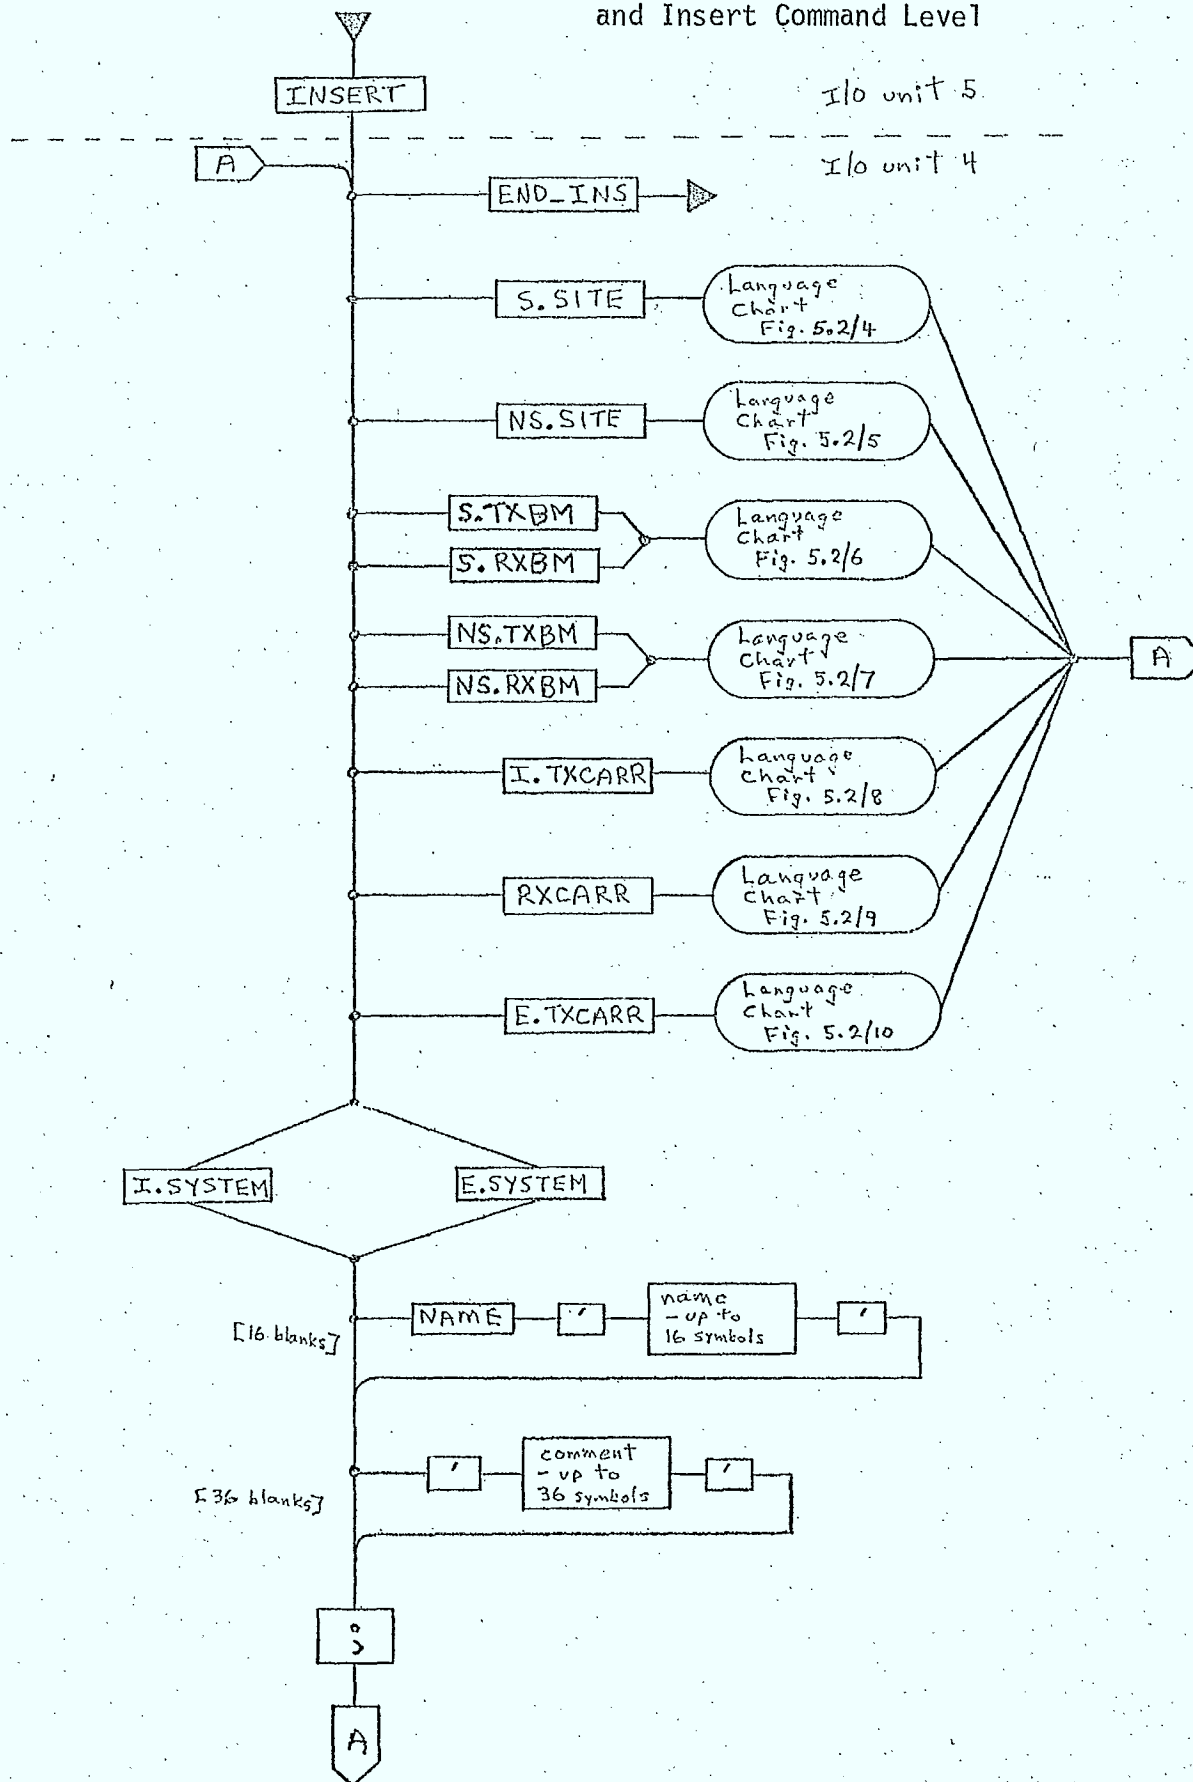 and Insert Command Level
INSERT
I/O unit 5
A
I/O unit 4
END_INS
S.SITE
Language
Chart
Fig. 5.2/4
NS.SITE
Language
Chart
Fig. 5.2/5
S.TXBM
S.RXBM
Language
Chart
Fig. 5.2/6
NS.TXBM
NS.RXBM
Language
Chart
Fig. 5.2/7
A
I.TXCARR
Language
Chart
Fig. 5.2/8
RXCARR
Language
Chart
Fig. 5.2/9
E.TXCARR
Language
Chart
Fig. 5.2/10
I.SYSTEM
E.SYSTEM
[16 blanks]
NAME
'
name
- up to
16 symbols
'
[36 blanks]
'
comment
- up to
36 symbols
'
;
A